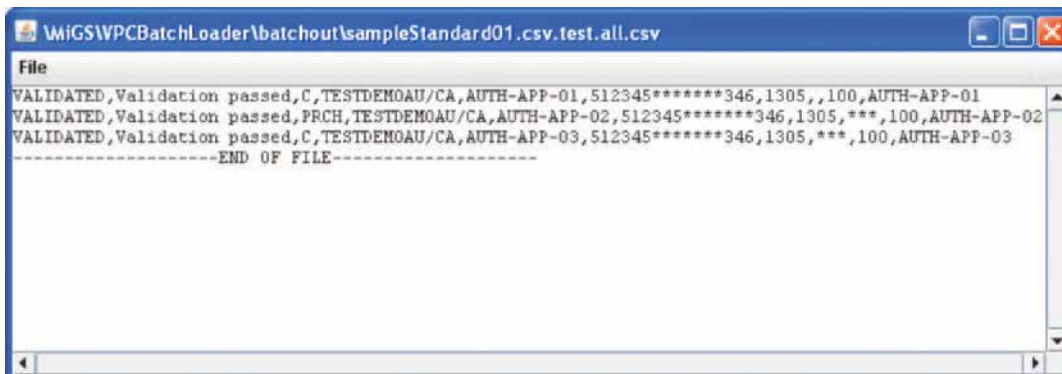 \MiGS\VPCBatchLoader\batchout\sampleStandard01.csv.test.all.csv
File
VALIDATED,Validation passed,C,TESTDEMOAU/CA,AUTH-APP-01,512345*******346,1305,,100,AUTH-APP-01
VALIDATED,Validation passed,PRCH,TESTDEMOAU/CA,AUTH-APP-02,512345*******346,1305,***,100,AUTH-APP-02
VALIDATED,Validation passed,C,TESTDEMOAU/CA,AUTH-APP-03,512345*******346,1305,***,100,AUTH-APP-03
--------------------END OF FILE--------------------